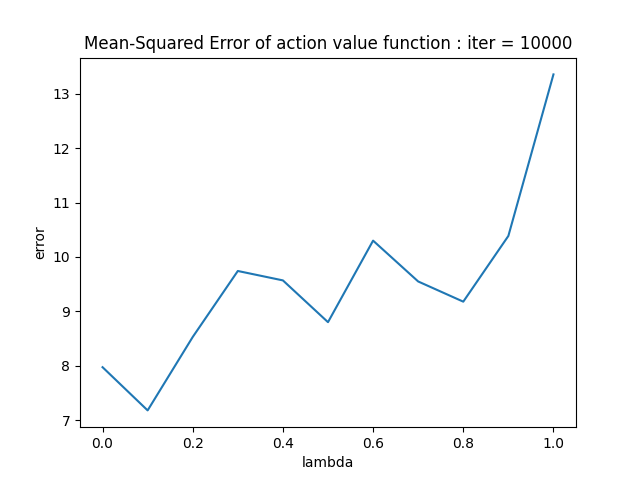 Mean-Squared Error of action value function : iter = 10000
13
12
11
10
9
8
7
error
0.0 0.2 0.4 0.6 0.8 1.0
lambda